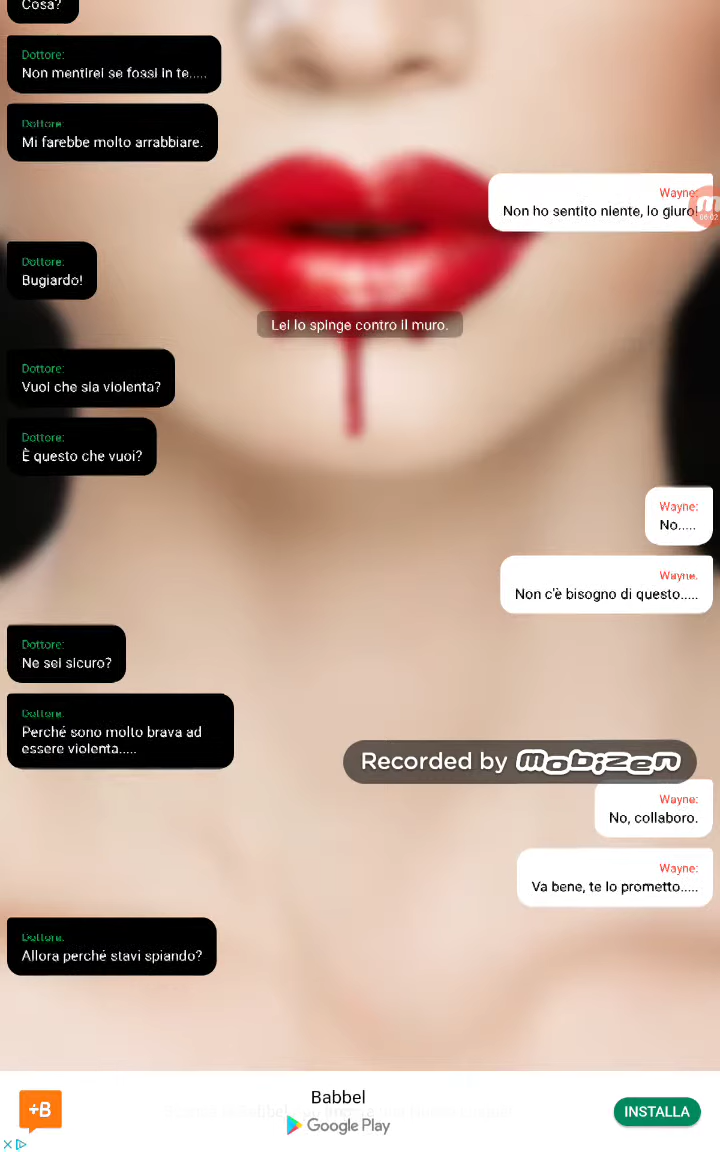 Cosa?
Dottore:
Non mentirei se fossi in te.....
Dottore:
Mi farebbe molto arrabbiare.
Wayne:
Non ho sentito niente, lo giuro!
06:02
Dottore:
Bugiardo!
Lei lo spinge contro il muro.
Dottore:
Vuoi che sia violenta?
Dottore:
È questo che vuoi?
Wayne:
No.....
Wayne:
Non c'è bisogno di questo.....
Dottore:
Ne sei sicuro?
Dottore:
Perché sono molto brava ad
essere violenta.....
Recorded by mobizen
Wayne:
No, collaboro.
Wayne:
Va bene, te lo prometto.....
Dottore:
Allora perché stavi spiando?
+B
Babbel
Google Play
INSTALLA